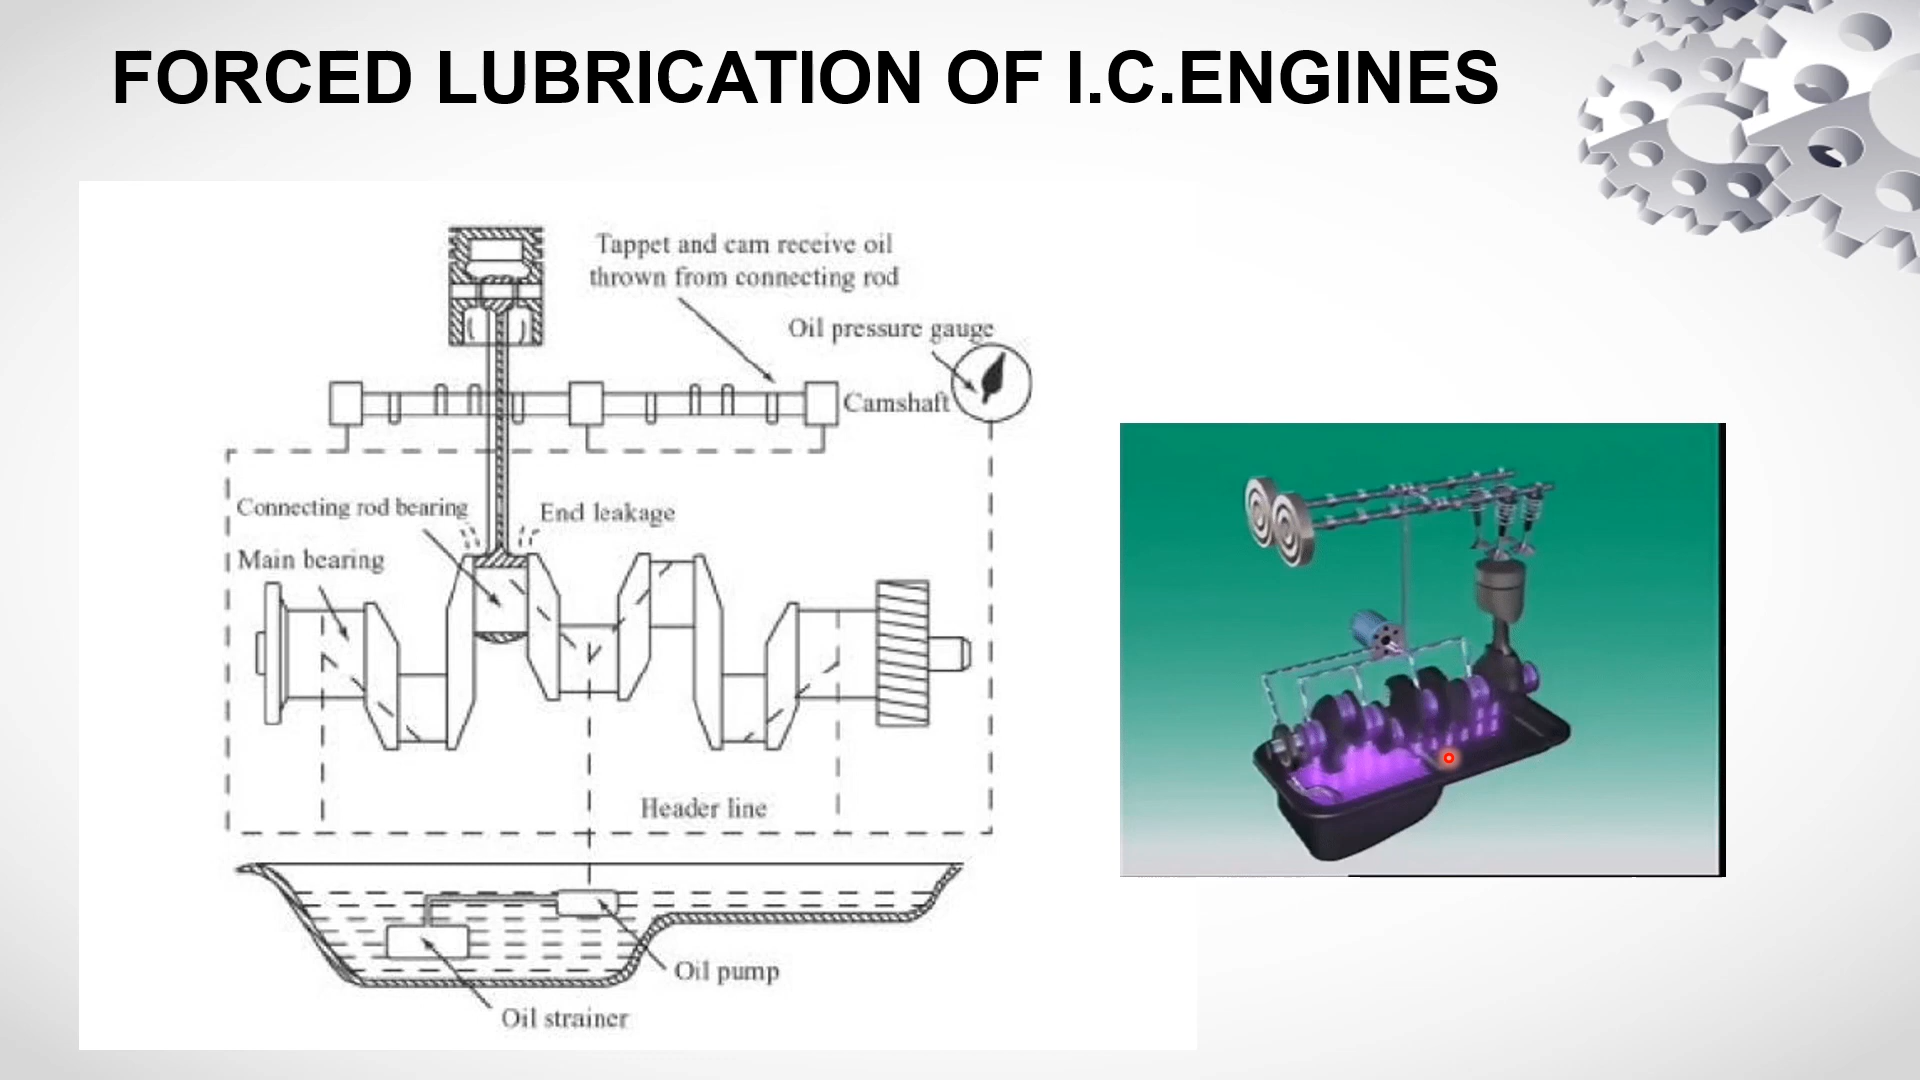 FORCED LUBRICATION OF I.C.ENGINES
Tappet and cam receive oil
thrown from connecting rod
Oil pressure gauge
Camshaft
Connecting rod bearing
End leakage
Main bearing
Header line
Oil pump
Oil strainer